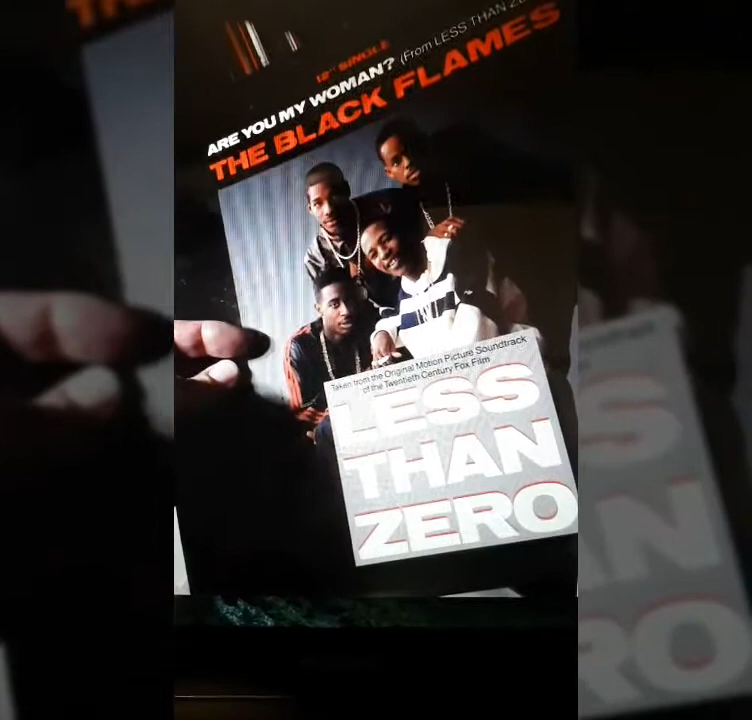 12" SINGLE
ARE YOU MY WOMAN? (From LESS THAN
THE BLACK FLAMES
Taken from the Original Motion Picture Soundtrack
of the Twentieth Century Fox Film
LESS
THAN
ZERO